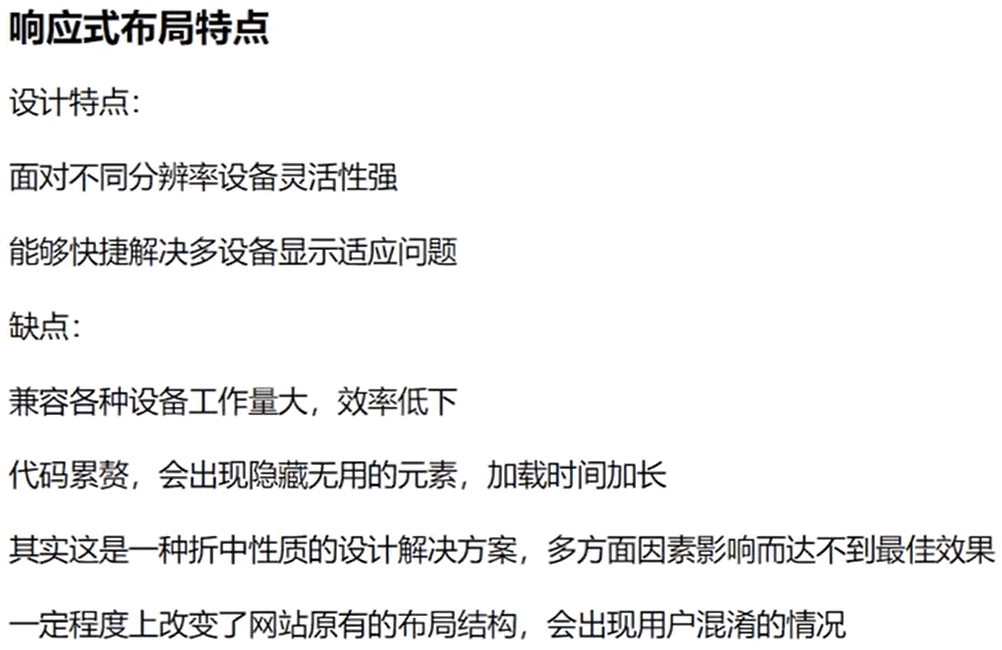 响应式布局特点
设计特点：
面对不同分辨率设备灵活性强
能够快捷解决多设备显示适应问题
缺点：
兼容各种设备工作量大，效率低下
代码累赘，会出现隐藏无用的元素，加载时间加长
其实这是一种折中性质的设计解决方案，多方面因素影响而达不到最佳效果
一定程度上改变了网站原有的布局结构，会出现用户混淆的情况